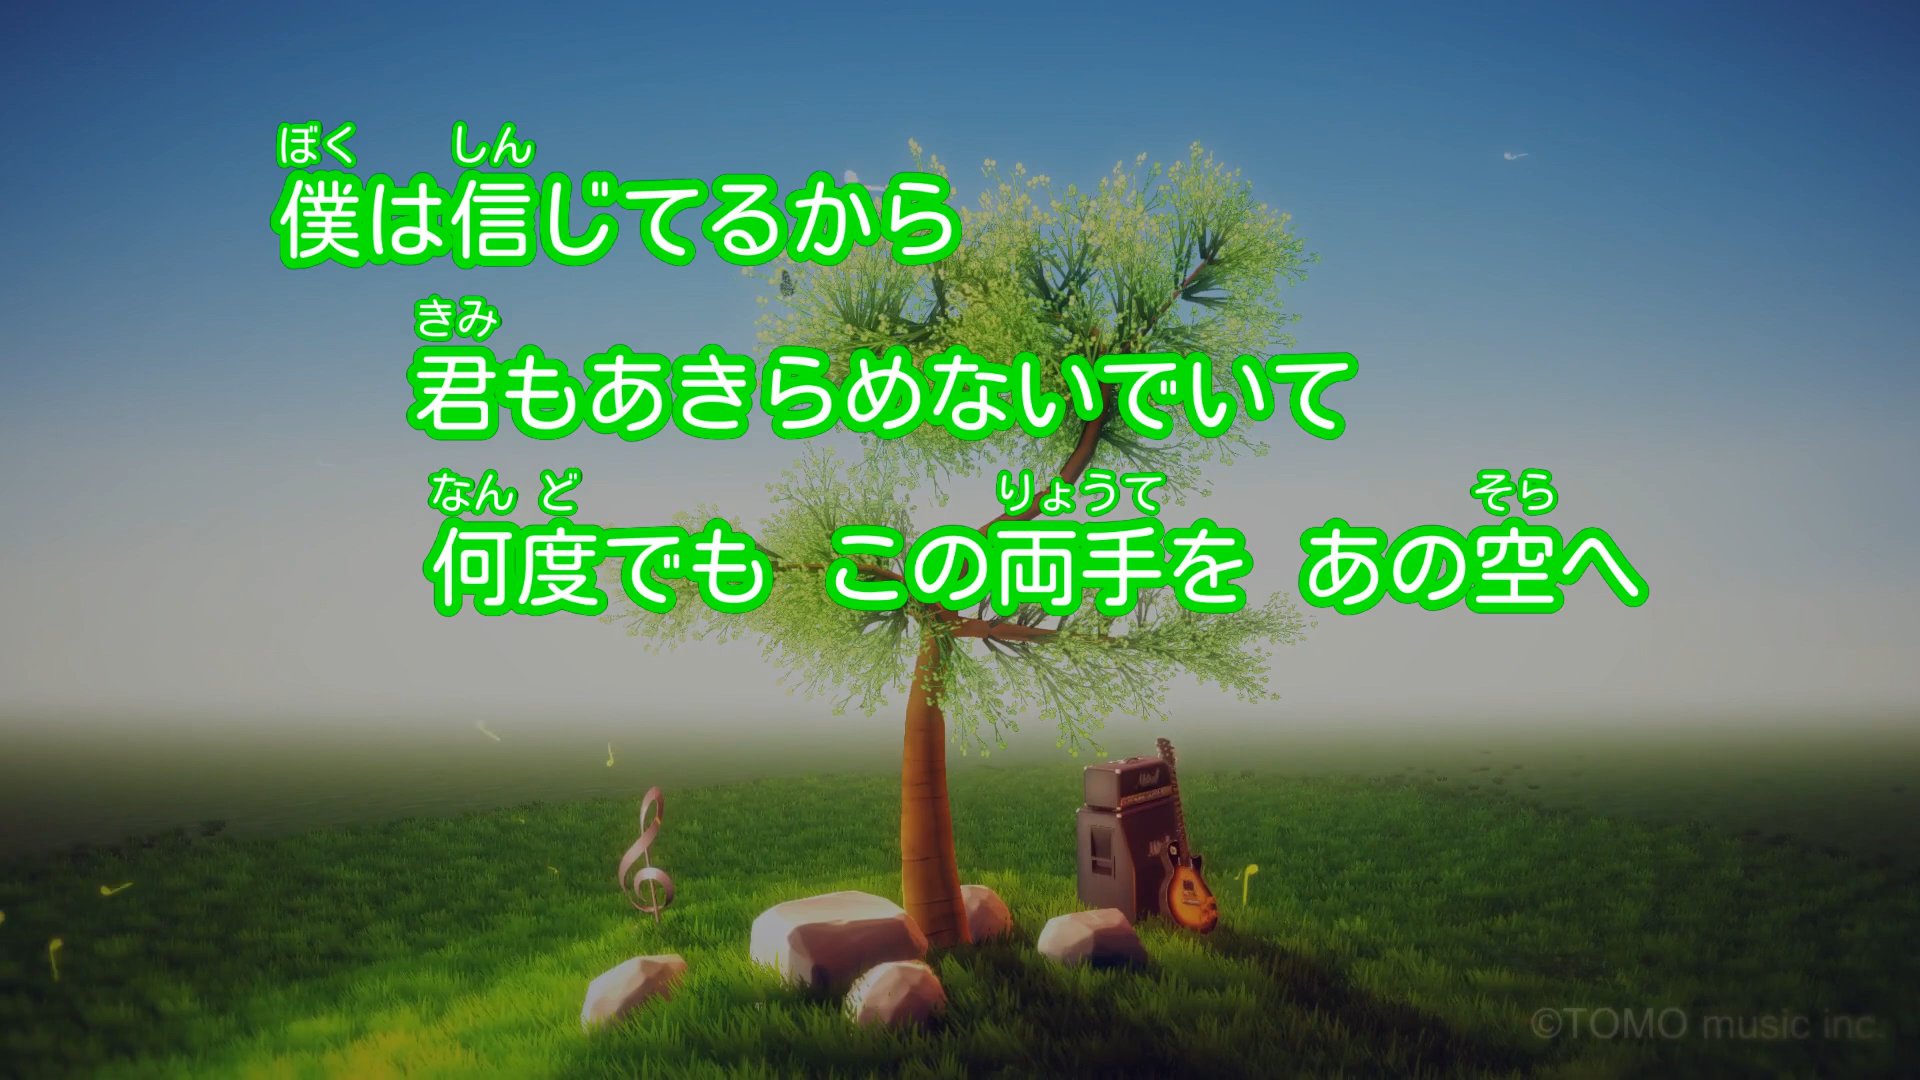 ぼく しん
僕は信じてるから
きみ
君もあきらめないでいて
なん ど りょうて そら
何度でも この両手を あの空へ
©TOMO music inc.